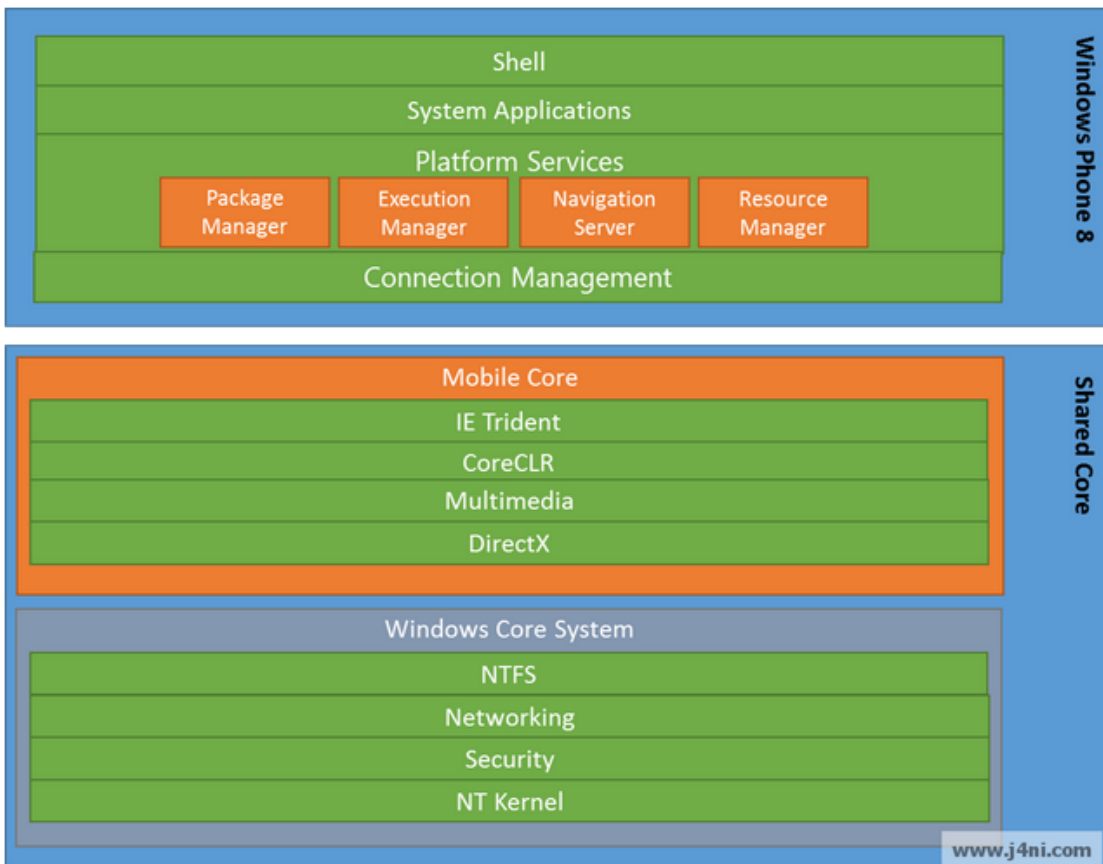 Windows Phone 8
Shell
System Applications
Platform Services
Package
Manager
Execution
Manager
Navigation
Server
Resource
Manager
Connection Management
Shared Core
Mobile Core
IE Trident
CoreCLR
Multimedia
DirectX
Windows Core System
NTFS
Networking
Security
NT Kernel
www.j4ni.com